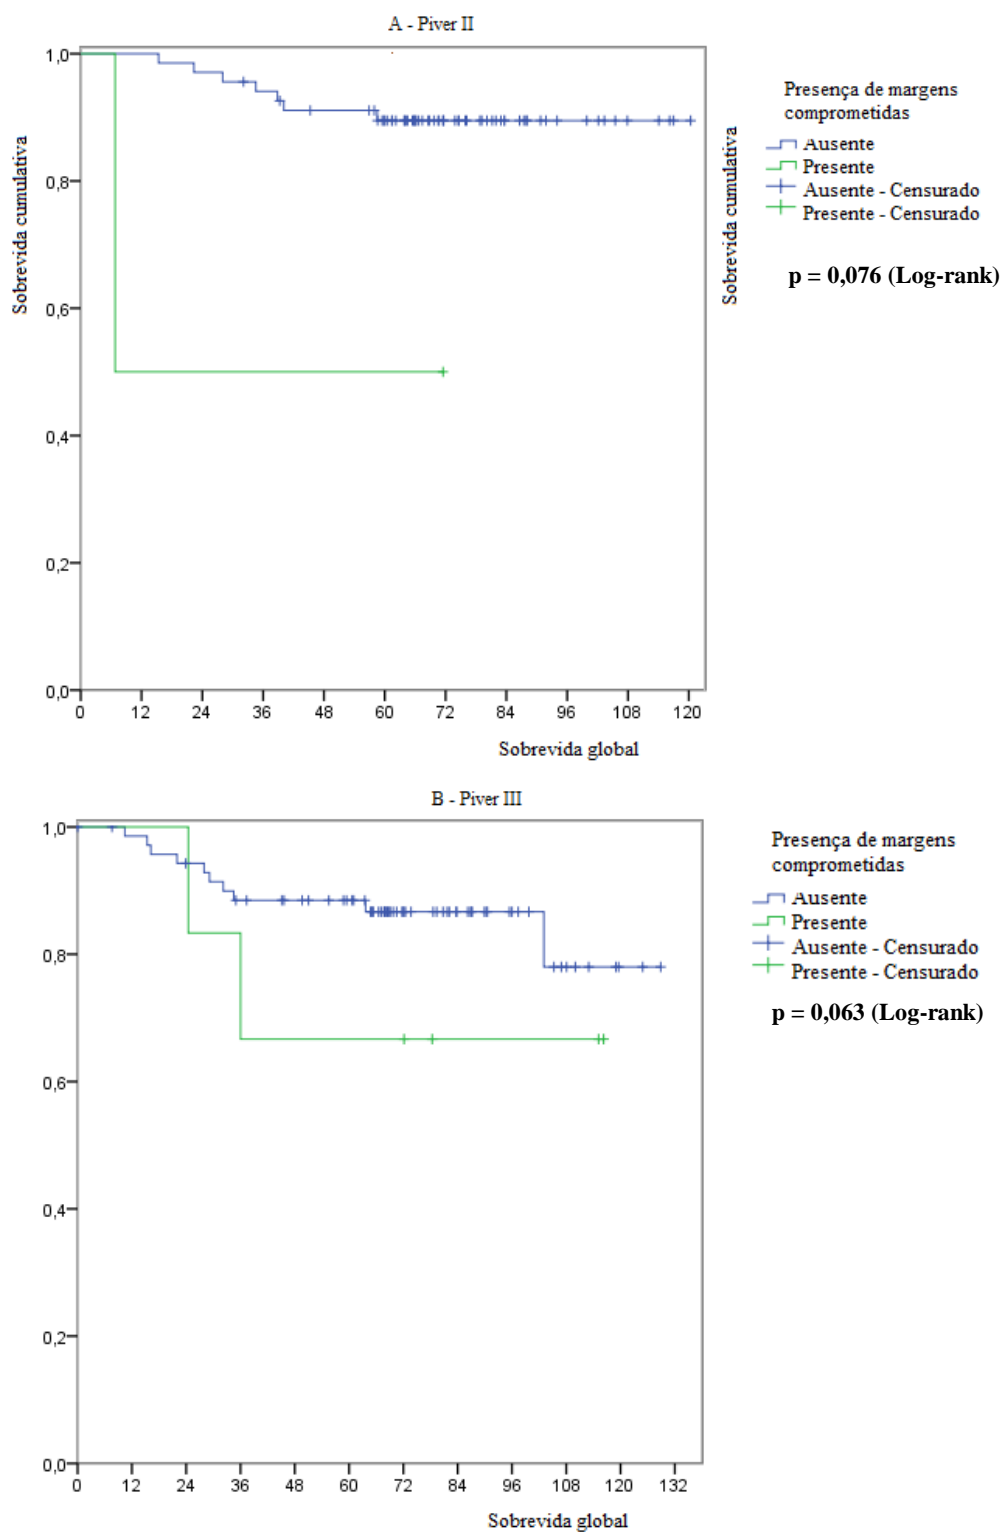 A - Piver II
1,0
0,8
0,6
0,4
0,2
0,0
Sobrevida cumulativa
0 12 24 36 48 60 72 84 96 108 120
Sobrevida global
Sobrevida cumulativa
Presença de margens
comprometidas
Ausente
Presente
Ausente - Censurado
Presente - Censurado
p = 0,076 (Log-rank)
B - Piver III
1,0
0,8
0,6
0,4
0,2
0,0
0 12 24 36 48 60 72 84 96 108 120 132
Sobrevida global
Presença de margens
comprometidas
Ausente
Presente
Ausente - Censurado
Presente - Censurado
p = 0,063 (Log-rank)